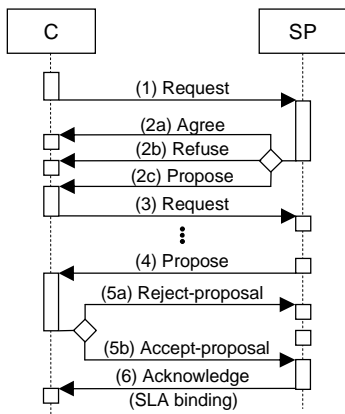 C
SP
(1) Request
(2a) Agree
(2b) Refuse
(2c) Propose
(3) Request
(4) Propose
(5a) Reject-proposal
(5b) Accept-proposal
(6) Acknowledge
(SLA binding)